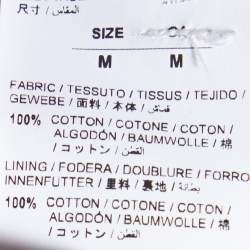 尺寸 / المقاس /
SIZE
M M
FABRIC / TESSUTO / TISSUS / TEJIDO /
GEWEBE / 面料 / 本体 / قماش /
100% COTTON / COTONE / COTON /
ALGODÓN / BAUMWOLLE / 棉
/ コットン / القطن /
LINING / FODERA / DOUBLURE / FORRO
INNENFUTTER / 里料 / 裏地 / بطانة /
100% COTTON / COTONE / COTON /
ALGODÓN / BAUMWOLLE / 棉
/ コットン / القطن /